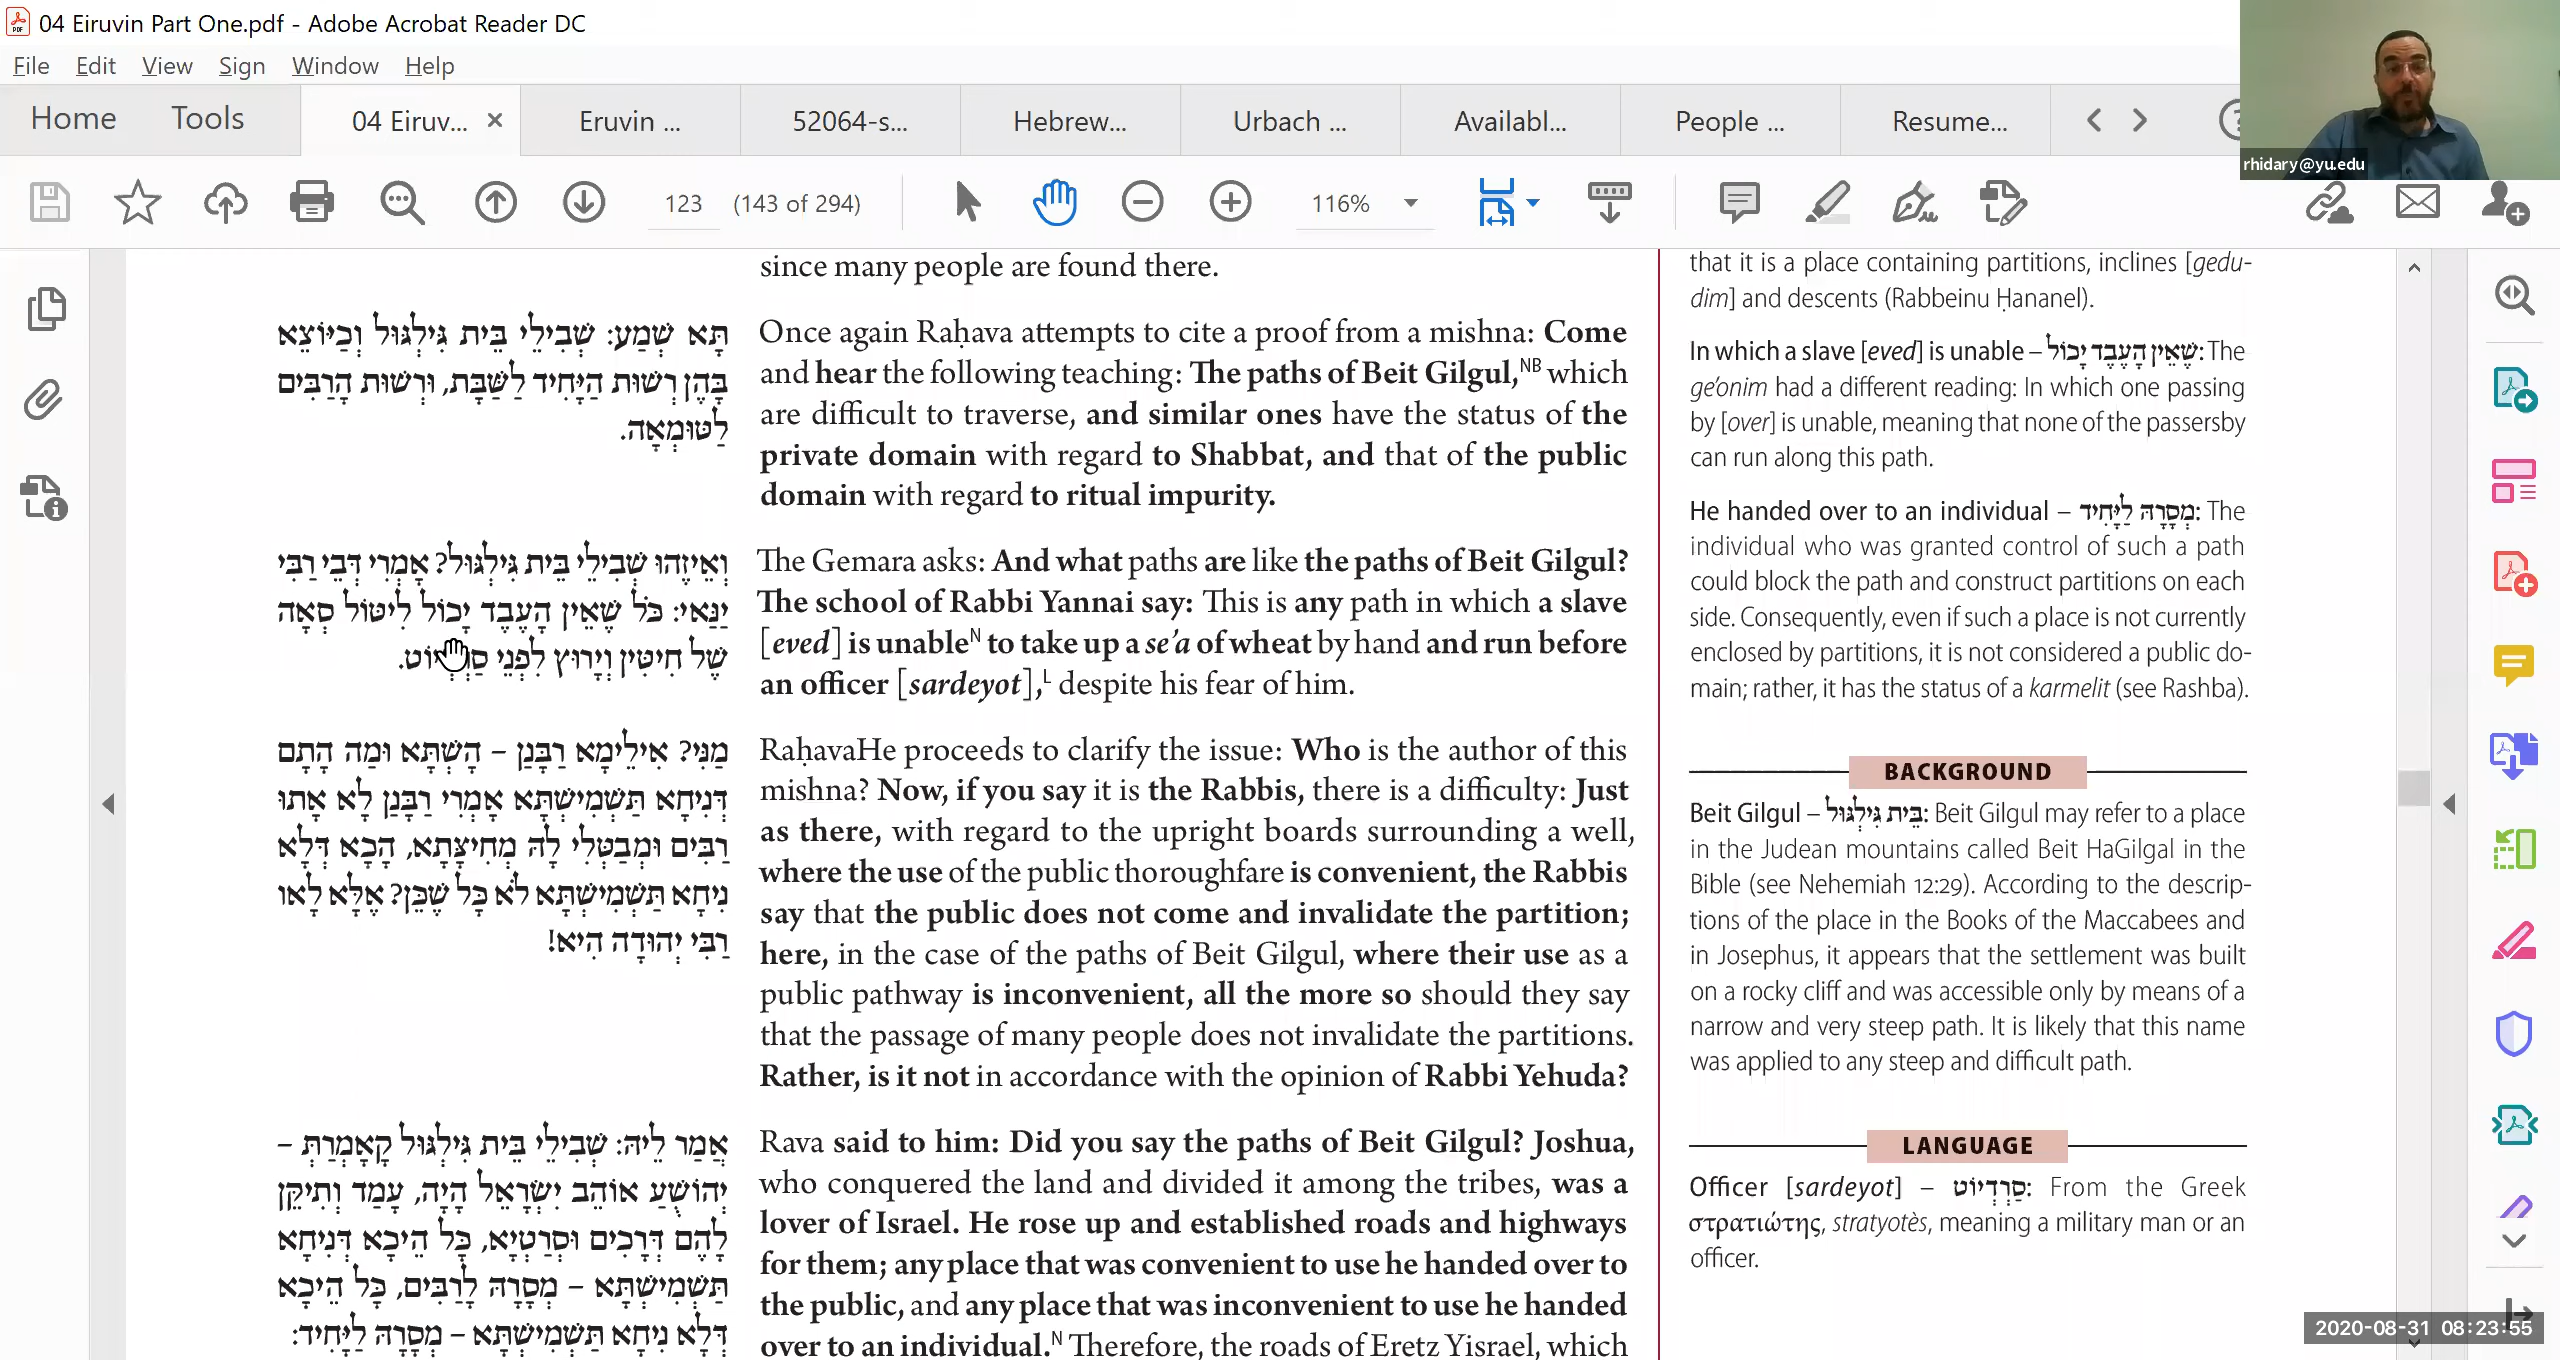 04 Eiruvin Part One.pdf - Adobe Acrobat Reader DC
File Edit View Sign Window Help
Home Tools 04 Eiruv... × Eruvin ... 52064-s... Hebrew... Urbach ... Availabl... People ... Resume...
rhidary@yu.edu
123 (143 of 294) 116%
תָּא שְׁמַע: שְׁבִילֵי בֵּית גִּילְגּוּל וְכַיּוֹצֵא
בָּהֶן רְשׁוּת הַיָּחִיד לַשַּׁבָּת, וּרְשׁוּת הָרַבִּים
לַטּוּמְאָה.
וְאֵיזֶהוּ שְׁבִילֵי בֵּית גִּילְגּוּל? אָמְרִי דְּבֵי רַבִּי
יַנַּאי: כֹּל שֶׁאֵין הָעֶבֶד יָכוֹל לִיטּוֹל סְאָה
שֶׁל חִיטִּין וְיָרוּץ לִפְנֵי
מַנִּי? אִילֵימָא רַבָּנַן – הָשְׁתָּא וּמַה הָתָם
דְּנִיחָא תַּשְׁמִישְׁתָּא אָמְרִי רַבָּנַן לָא אָתוּ
רַבִּים וּמְבַטְּלִי לַהּ מְחִיצָּתָא, הָכָא דְּלָא
נִיחָא תַּשְׁמִישְׁתָּא לֹא כָּל שֶׁכֵּן? אֶלָּא לָאו
רַבִּי יְהוּדָה הִיא!
אֲמַר לֵיהּ: שְׁבִילֵי בֵּית גִּילְגּוּל קָאָמְרַתְּ –
יְהוֹשֻׁעַ אוֹהֵב יִשְׂרָאֵל הָיָה, עָמַד וְתִיקֵּן
לָהֶם דְּרָכִים וּסְרַטְיָא, כָּל הֵיכָא דְּנִיחָא
תַּשְׁמִישְׁתָּא – מְסָרָהּ לָרַבִּים, כָּל הֵיכָא
דְּלָא נִיחָא תַּשְׁמִישְׁתָּא – מְסָרָהּ לַיָּחִיד:
since many people are found there.
Once again Raḥava attempts to cite a proof from a mishna: Come
and hear the following teaching: The paths of Beit Gilgul,NB which
are difficult to traverse, and similar ones have the status of the
private domain with regard to Shabbat, and that of the public
domain with regard to ritual impurity.
The Gemara asks: And what paths are like the paths of Beit Gilgul?
The school of Rabbi Yannai say: This is any path in which a slave
[eved] is unableN to take up a se’a of wheat by hand and run before
an officer [sardeyot],L despite his fear of him.
RaḥavaHe proceeds to clarify the issue: Who is the author of this
mishna? Now, if you say it is the Rabbis, there is a difficulty: Just
as there, with regard to the upright boards surrounding a well,
where the use of the public thoroughfare is convenient, the Rabbis
say that the public does not come and invalidate the partition;
here, in the case of the paths of Beit Gilgul, where their use as a
public pathway is inconvenient, all the more so should they say
that the passage of many people does not invalidate the partitions.
Rather, is it not in accordance with the opinion of Rabbi Yehuda?
Rava said to him: Did you say the paths of Beit Gilgul? Joshua,
who conquered the land and divided it among the tribes, was a
lover of Israel. He rose up and established roads and highways
for them; any place that was convenient to use he handed over to
the public, and any place that was inconvenient to use he handed
over to an individual.N Therefore, the roads of Eretz Yisrael, which
that it is a place containing partitions, inclines [gedu-
dim] and descents (Rabbeinu Ḥananel).
In which a slave [eved] is unable – שֶׁאֵין הָעֶבֶד יָכוֹל: The
ge’onim had a different reading: In which one passing
by [over] is unable, meaning that none of the passersby
can run along this path.
He handed over to an individual – מְסָרָהּ לַיָּחִיד: The
individual who was granted control of such a path
could block the path and construct partitions on each
side. Consequently, even if such a place is not currently
enclosed by partitions, it is not considered a public do-
main; rather, it has the status of a karmelit (see Rashba).
BACKGROUND
Beit Gilgul – בֵּית גִּילְגּוּל: Beit Gilgul may refer to a place
in the Judean mountains called Beit HaGilgal in the
Bible (see Nehemiah 12:29). According to the descrip-
tions of the place in the Books of the Maccabees and
in Josephus, it appears that the settlement was built
on a rocky cliff and was accessible only by means of a
narrow and very steep path. It is likely that this name
was applied to any steep and difficult path.
LANGUAGE
Officer [sardeyot] – סַרְדְּיוֹט: From the Greek
στρατιώτης, stratyotès, meaning a military man or an
officer.
2020-08-31 08:23:55